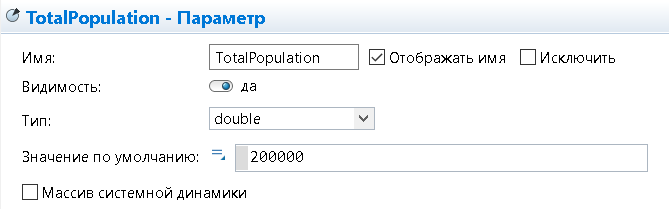 TotalPopulation - Параметр
Имя: TotalPopulation Отображать имя Исключить
Видимость: да
Тип: double
Значение по умолчанию: 200000
Массив системной динамики